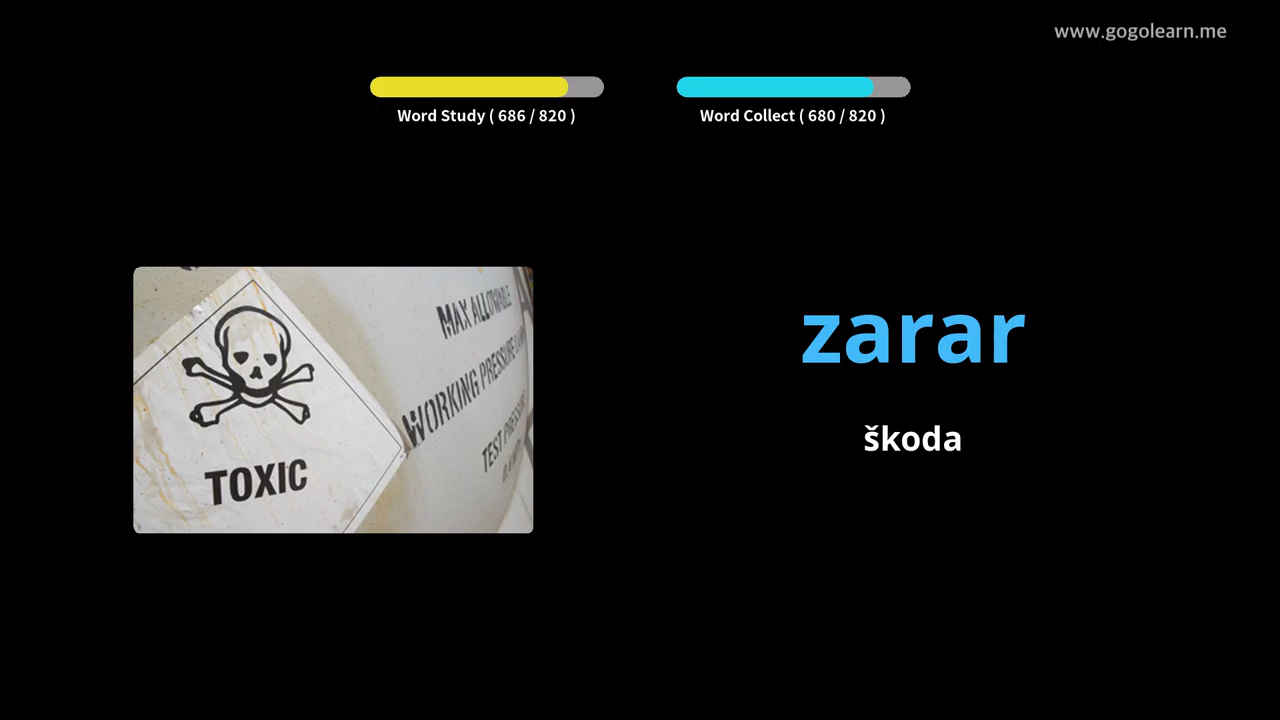 www.gogolearn.me
Word Study ( 686 / 820 )
Word Collect ( 680 / 820 )
MAX ALLOWABLE
WORKING PRESSURE
TEST PRESSURE
TOXIC
zarar
škoda